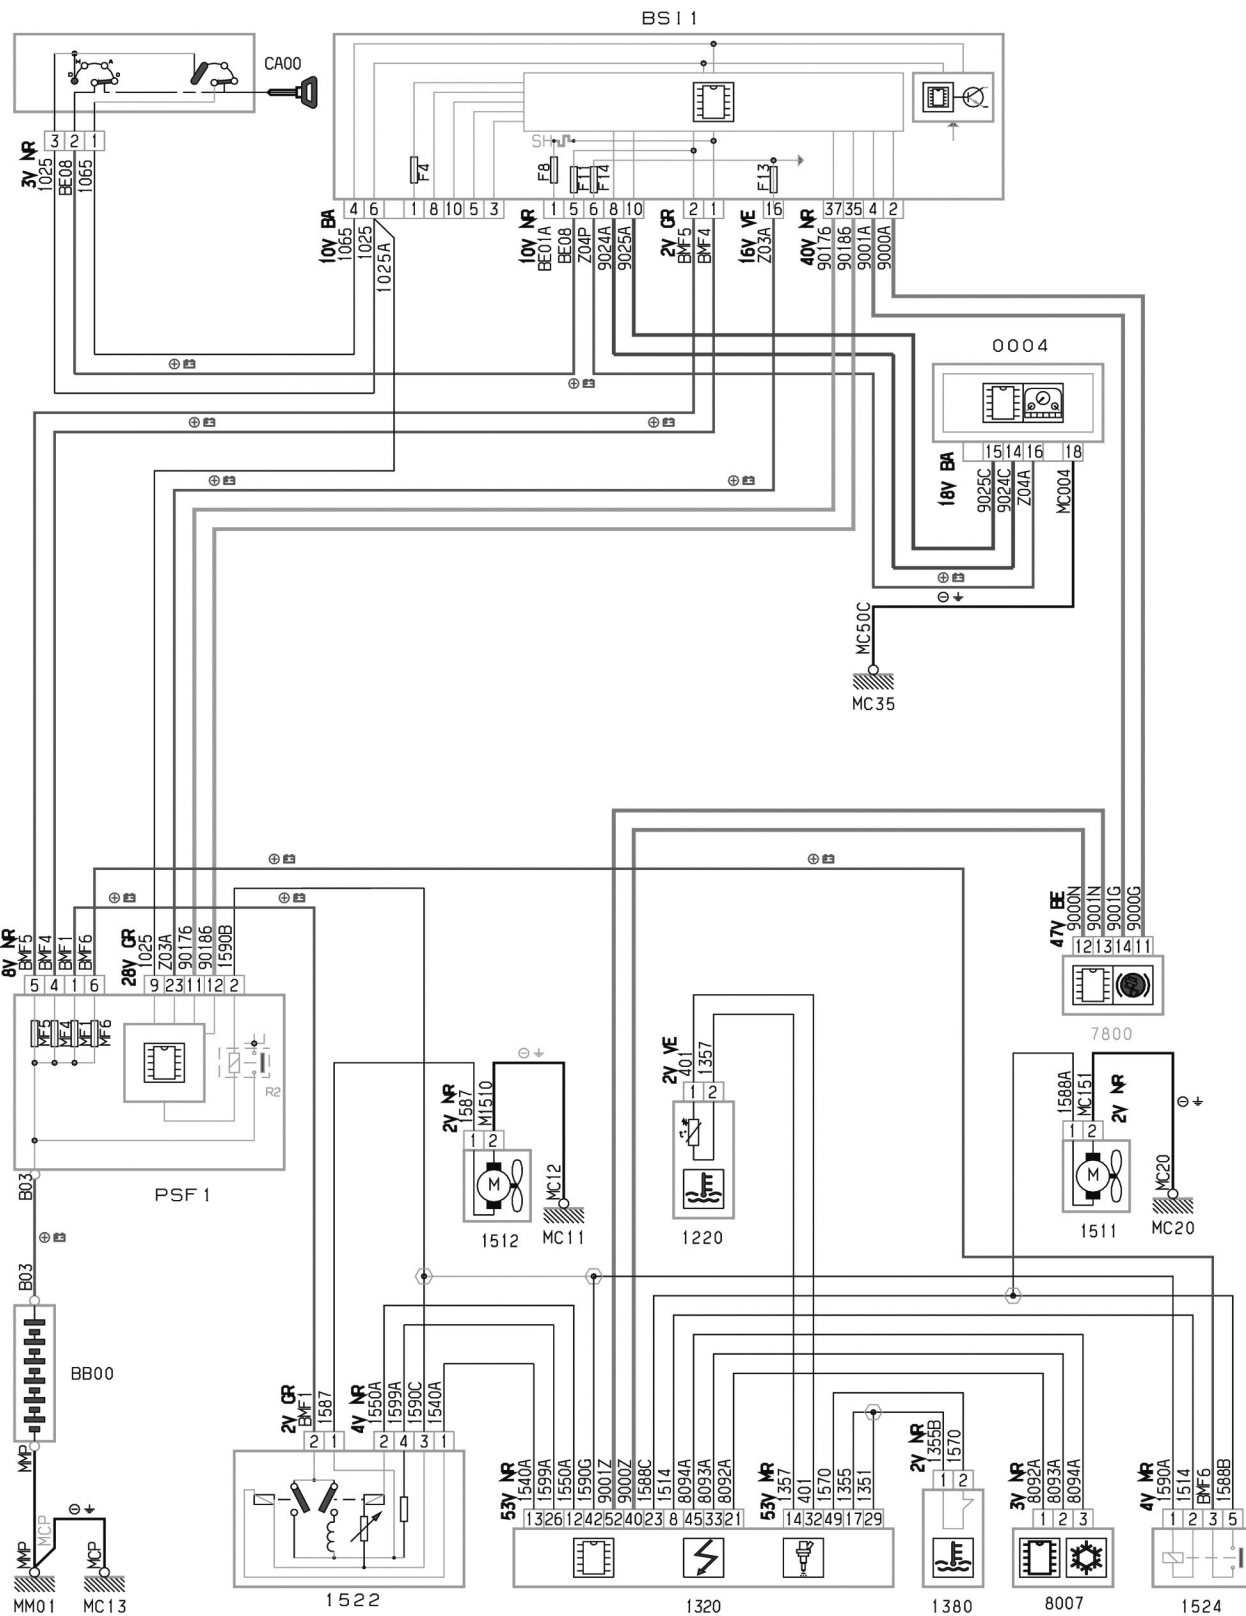 BSI1
CA00
D M A D
3 2 1
3V NR
1025
BE08
1065
SH
F4
F8
F11
F14
F13
4 6 1 8 10 5 3
1 5 6 8 10
2 1
16
37 35 4 2
10V BA
1065
1025
1025A
10V NR
BE01A
BE08
Z04P
9024A
9025A
2V GR
BMF5
BMF4
16V VE
Z03A
40V NR
90176
90186
9001A
9000A
0004
15 14 16 18
18V BA
9025C
9024C
Z04A
MC004
MC50C
MC35
47V BE
9000N
9001N
9001G
9000G
12 13 14 11
7800
8V NR
BMF5
BMF4
BMF1
BMF6
28V GR
1025
Z03A
90176
90186
1590B
5 4 1 6
9 23 11 12 2
MF5
MF4
MF1
MF6
R2
PSF1
2V NR
1587
M1510
1 2
M
1512
MC12
MC11
2V VE
401
1357
1 2
t°
1220
1588A
MC151
2V NR
1 2
M
1511
MC20
MC20
B03
B03
BB00
MMP
MCP
MMP
MCP
MM01
MC13
2V GR
BMF1
1587
4V NR
1550A
1599A
1590C
1540A
2 1
2 4 3 1
1522
53V NR
1540A
1599A
1550A
1590G
9001Z
9000Z
1588C
1514
8094A
8093A
8092A
53V MR
1357
401
1570
1355
1351
13 26 12 42 52 40 23 8 45 33 21
14 32 49 17 29
1320
2V NR
1355B
1570
1 2
1380
3V NR
8092A
8093A
8094A
1 2 3
8007
4V MR
1590A
1514
BMF6
1588B
1 2 3 5
1524